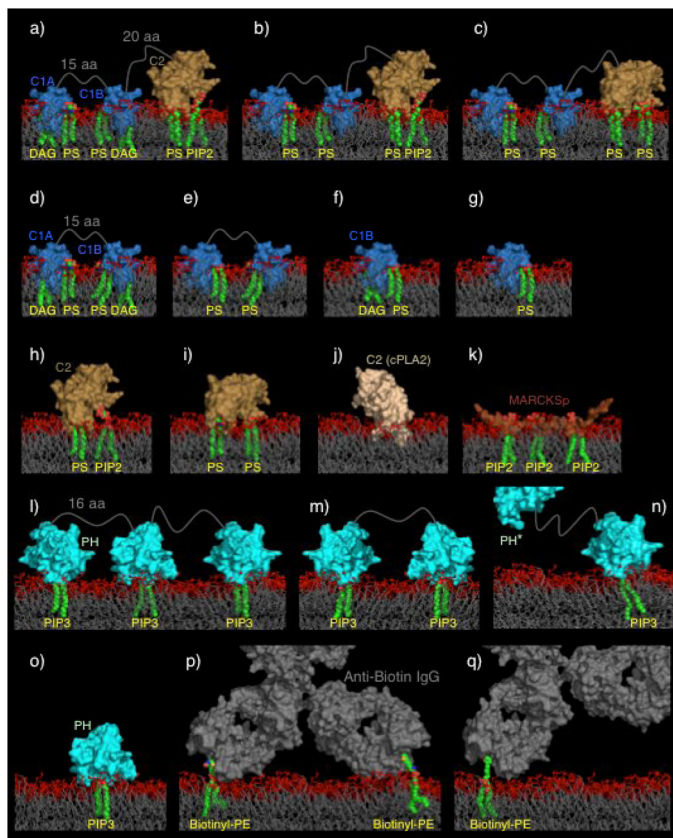 a) 20 aa b) c)
15 aa C2
C1A C1B
DAG PS PS DAG PS PIP2 PS PS PS PIP2 PS PS PS PS
d) 15 aa e) f) g)
C1A C1B C1B
DAG PS PS DAG PS PS DAG PS PS
h) i) j) k)
C2 C2 (cPLA2)
MARCKSp
PS PIP2 PS PS PIP2 PIP2 PIP2
l) 16 aa m) n)
PH PH*
PIP3 PIP3 PIP3 PIP3 PIP3 PIP3
o) p) q)
Anti-Biotin IgG
PH
PIP3 Biotinyl-PE Biotinyl-PE Biotinyl-PE